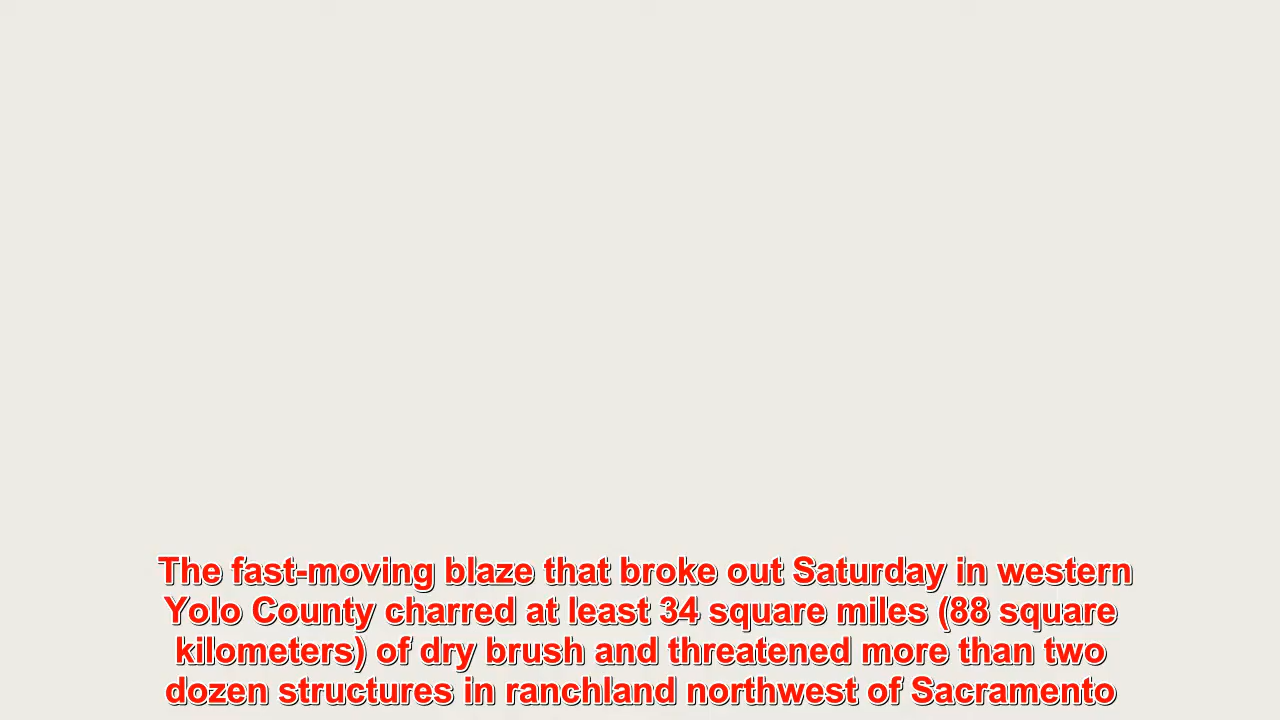 The fast-moving blaze that broke out Saturday in western
Yolo County charred at least 34 square miles (88 square
kilometers) of dry brush and threatened more than two
dozen structures in ranchland northwest of Sacramento